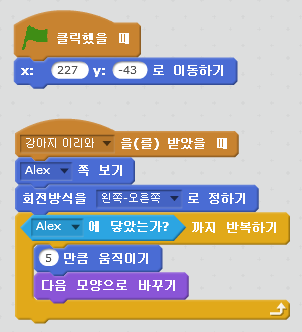 클릭했을 때
x: 227 y: -43 로 이동하기
강아지 이리와 을(를) 받았을 때
Alex 쪽 보기
회전방식을 왼쪽-오른쪽 로 정하기
Alex 에 닿았는가? 까지 반복하기
5 만큼 움직이기
다음 모양으로 바꾸기